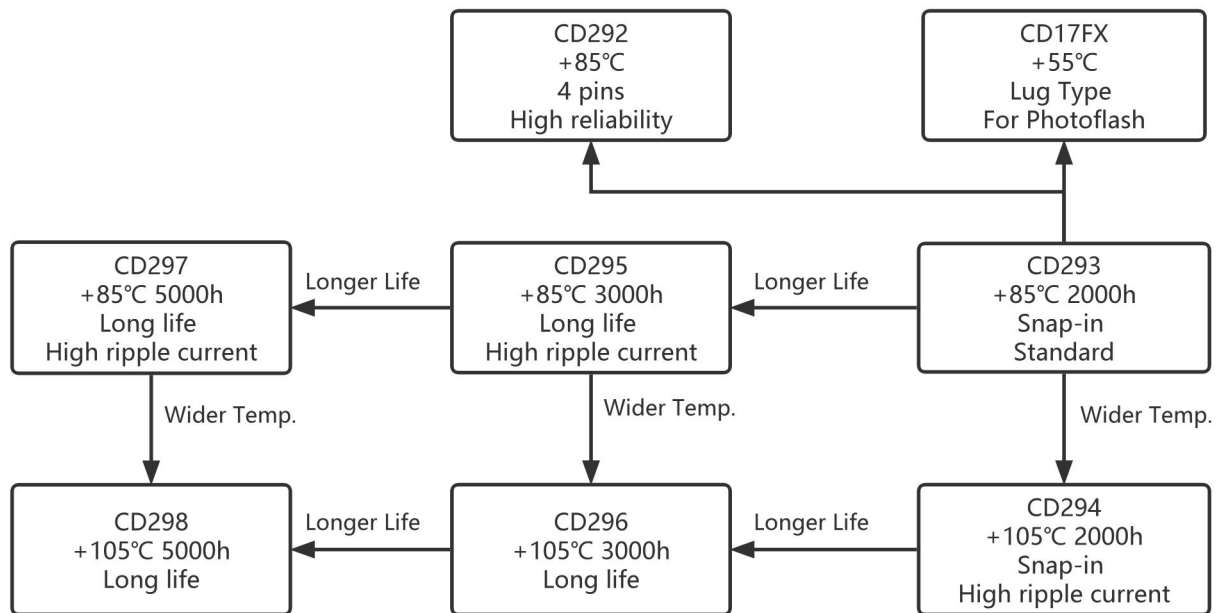 CD292
+85℃
4 pins
High reliability
CD17FX
+55℃
Lug Type
For Photoflash
CD297
+85℃ 5000h
Long life
High ripple current
Longer Life
CD295
+85℃ 3000h
Long life
High ripple current
Longer Life
CD293
+85℃ 2000h
Snap-in
Standard
Wider Temp.
Wider Temp.
Wider Temp.
CD298
+105℃ 5000h
Long life
Longer Life
CD296
+105℃ 3000h
Long life
Longer Life
CD294
+105℃ 2000h
Snap-in
High ripple current